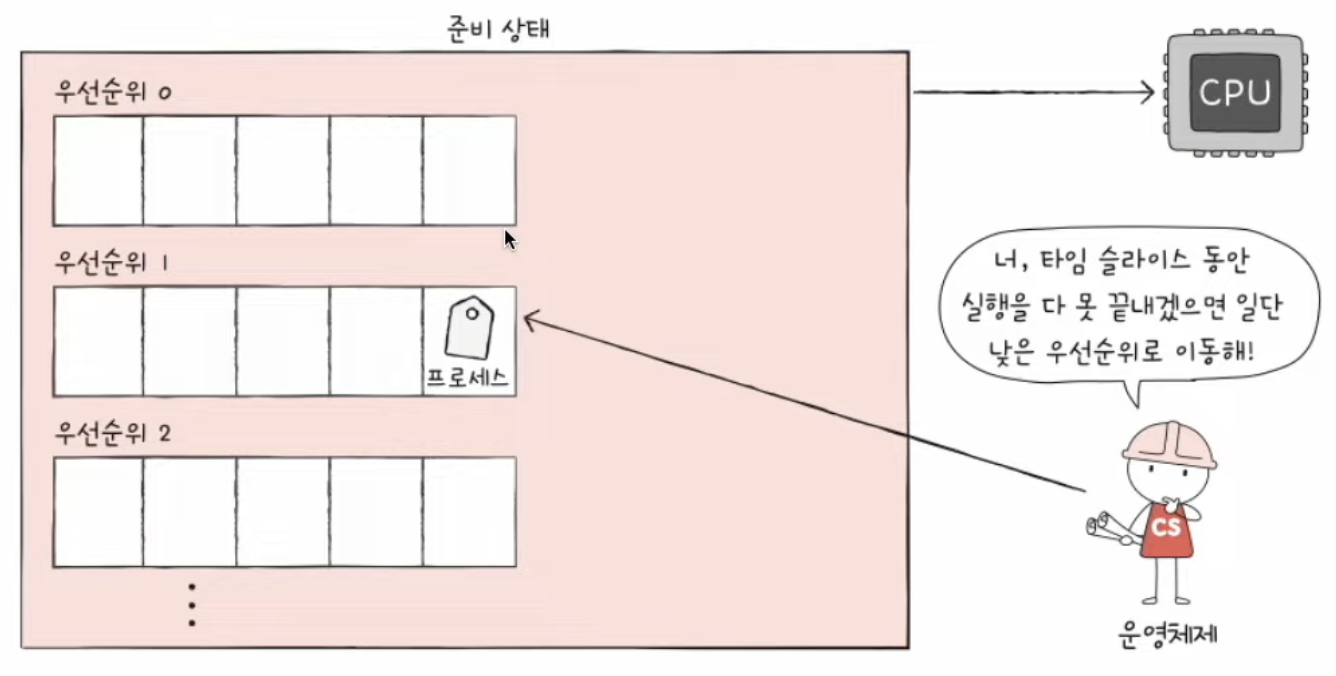 준비 상태
우선순위 0
CPU
우선순위 1
너, 타임 슬라이스 동안
실행을 다 못 끝내겠으면 일단
낮은 우선순위로 이동해!
프로세스
우선순위 2
CS
운영체제